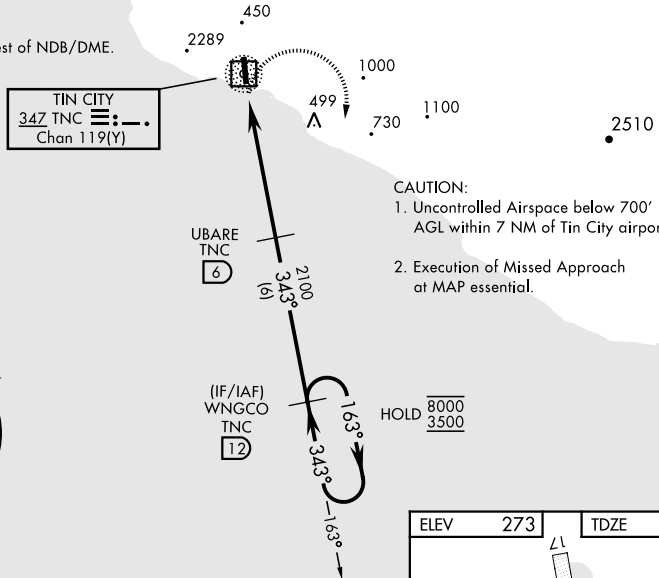 450
2289
est of NDB/DME.
1000
TIN CITY
347 TNC
Chan 119(Y)
499
1100
730
2510
CAUTION:
1. Uncontrolled Airspace below 700'
AGL within 7 NM of Tin City airpor
2. Execution of Missed Approach
at MAP essential.
UBARE
TNC
6
2100
343°
(6)
(IF/IAF)
WNGCO
TNC
12
163°
HOLD 8000
3500
343°
163°
ELEV 273
TDZE
17